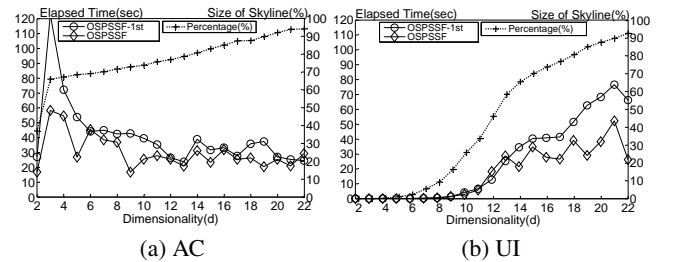 Elapsed Time(sec) Size of Skyline(%)
120 100
OSPSSF-1st Percentage(%)
OSPSSF
110 90
100 80
90 70
80 60
70 50
60 40
50 30
40 20
30 10
20 0
10
0
2 4 6 8 10 12 14 16 18 20 22
Dimensionality(d)
(a) AC
Elapsed Time(sec) Size of Skyline(%)
120 100
OSPSSF-1st Percentage(%)
OSPSSF
110 90
100 80
90 70
80 60
70 50
60 40
50 30
40 20
30 10
20 0
10
0
2 4 6 8 10 12 14 16 18 20 22
Dimensionality(d)
(b) UI